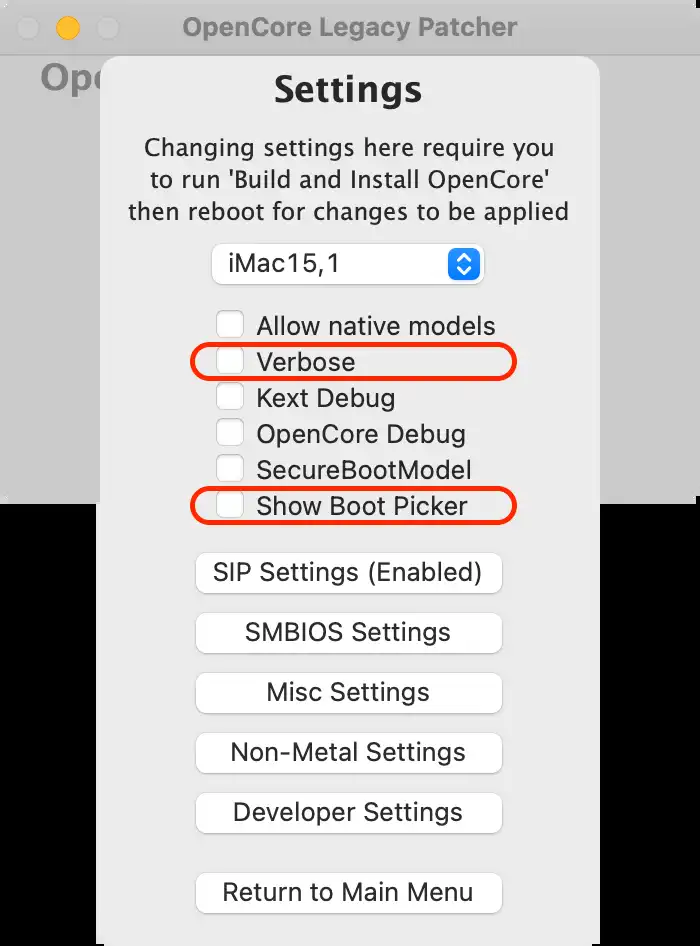 OpenCore Legacy Patcher
Settings
Changing settings here require you
to run 'Build and Install OpenCore'
then reboot for changes to be applied
iMac15,1
Allow native models
Verbose
Kext Debug
OpenCore Debug
SecureBootModel
Show Boot Picker
SIP Settings (Enabled)
SMBIOS Settings
Misc Settings
Non-Metal Settings
Developer Settings
Return to Main Menu